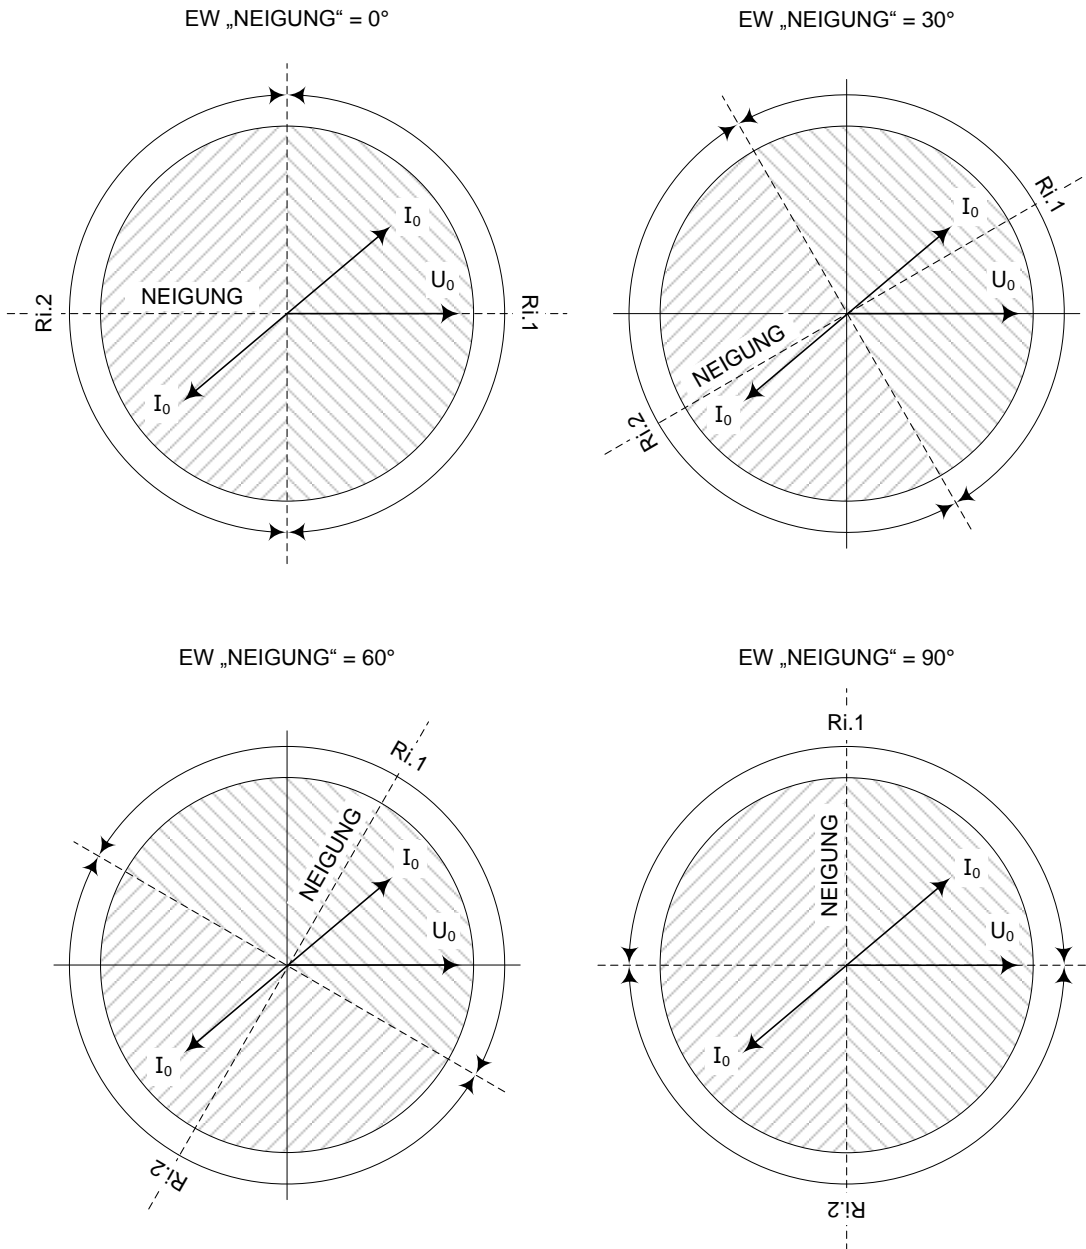 EW „NEIGUNG“ = 0°
I₀
U₀
NEIGUNG
Ri.2
Ri.1
I₀
EW „NEIGUNG“ = 30°
Ri.1
I₀
U₀
NEIGUNG
I₀
Ri.2
EW „NEIGUNG“ = 60°
Ri.1
NEIGUNG
I₀
U₀
I₀
Ri.2
EW „NEIGUNG“ = 90°
Ri.1
NEIGUNG
I₀
U₀
I₀
Ri.2